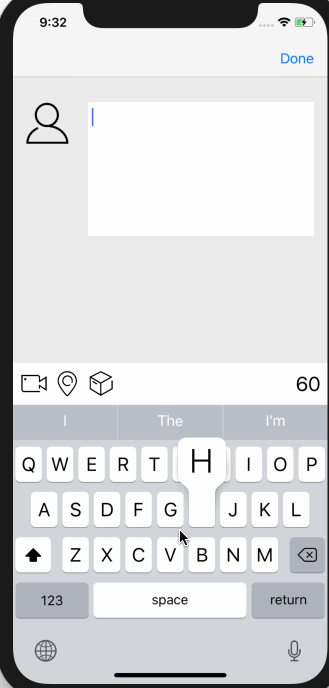 9:32
Done
60
I The I'm
Q W E R T H I O P
A S D F G J K L
Z X C V B N M
123 space return